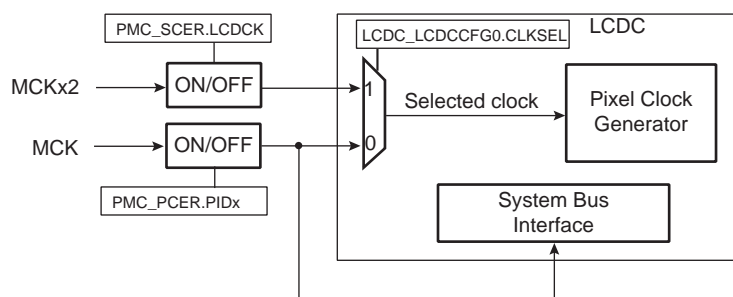 PMC_SCER.LCDCK
LCDC_LCDCCFG0.CLKSEL
LCDC
MCKx2
ON/OFF
1
Selected clock
Pixel Clock
Generator
MCK
ON/OFF
0
PMC_PCER.PIDx
System Bus
Interface